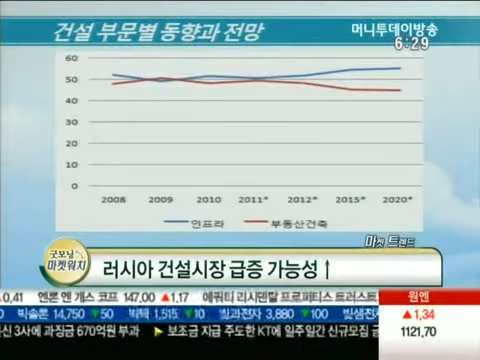 건설 부문별 동향과 전망
머니투데이방송
6:29
60
50
40
30
20
10
0
2008 2009 2010 2011* 2012* 2015* 2020*
인프라 부동산건축
마켓 트렌드
굿모닝
마켓워치
러시아 건설시장 급증 가능성↑
0,41 엔론 엔 개스 코프 147,00 ▲1,17 에쿼티 리시덴탈 프로퍼티스 트러스트
빅솔론 14,750 ▲50 빅텍 1,515 ▼10 빛과전자 3,880 ▼100 빛샘전자
신 3사에 과징금 670억원 부과 ▶ 보조금 지급 주도한 KT에 일주일간 신규모집 금
원엔
▲1,34
1121,70